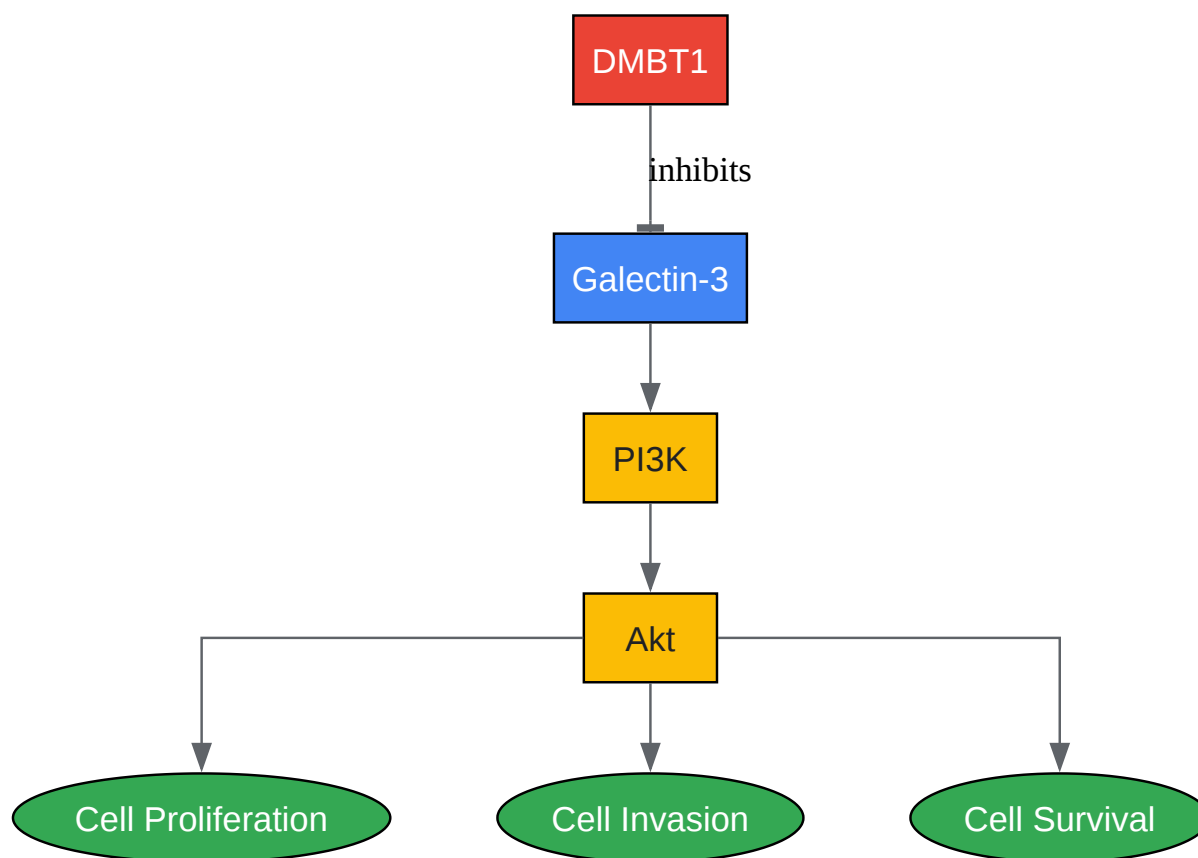 DMBT1
inhibits
Galectin-3
PI3K
Akt
Cell Proliferation
Cell Invasion
Cell Survival